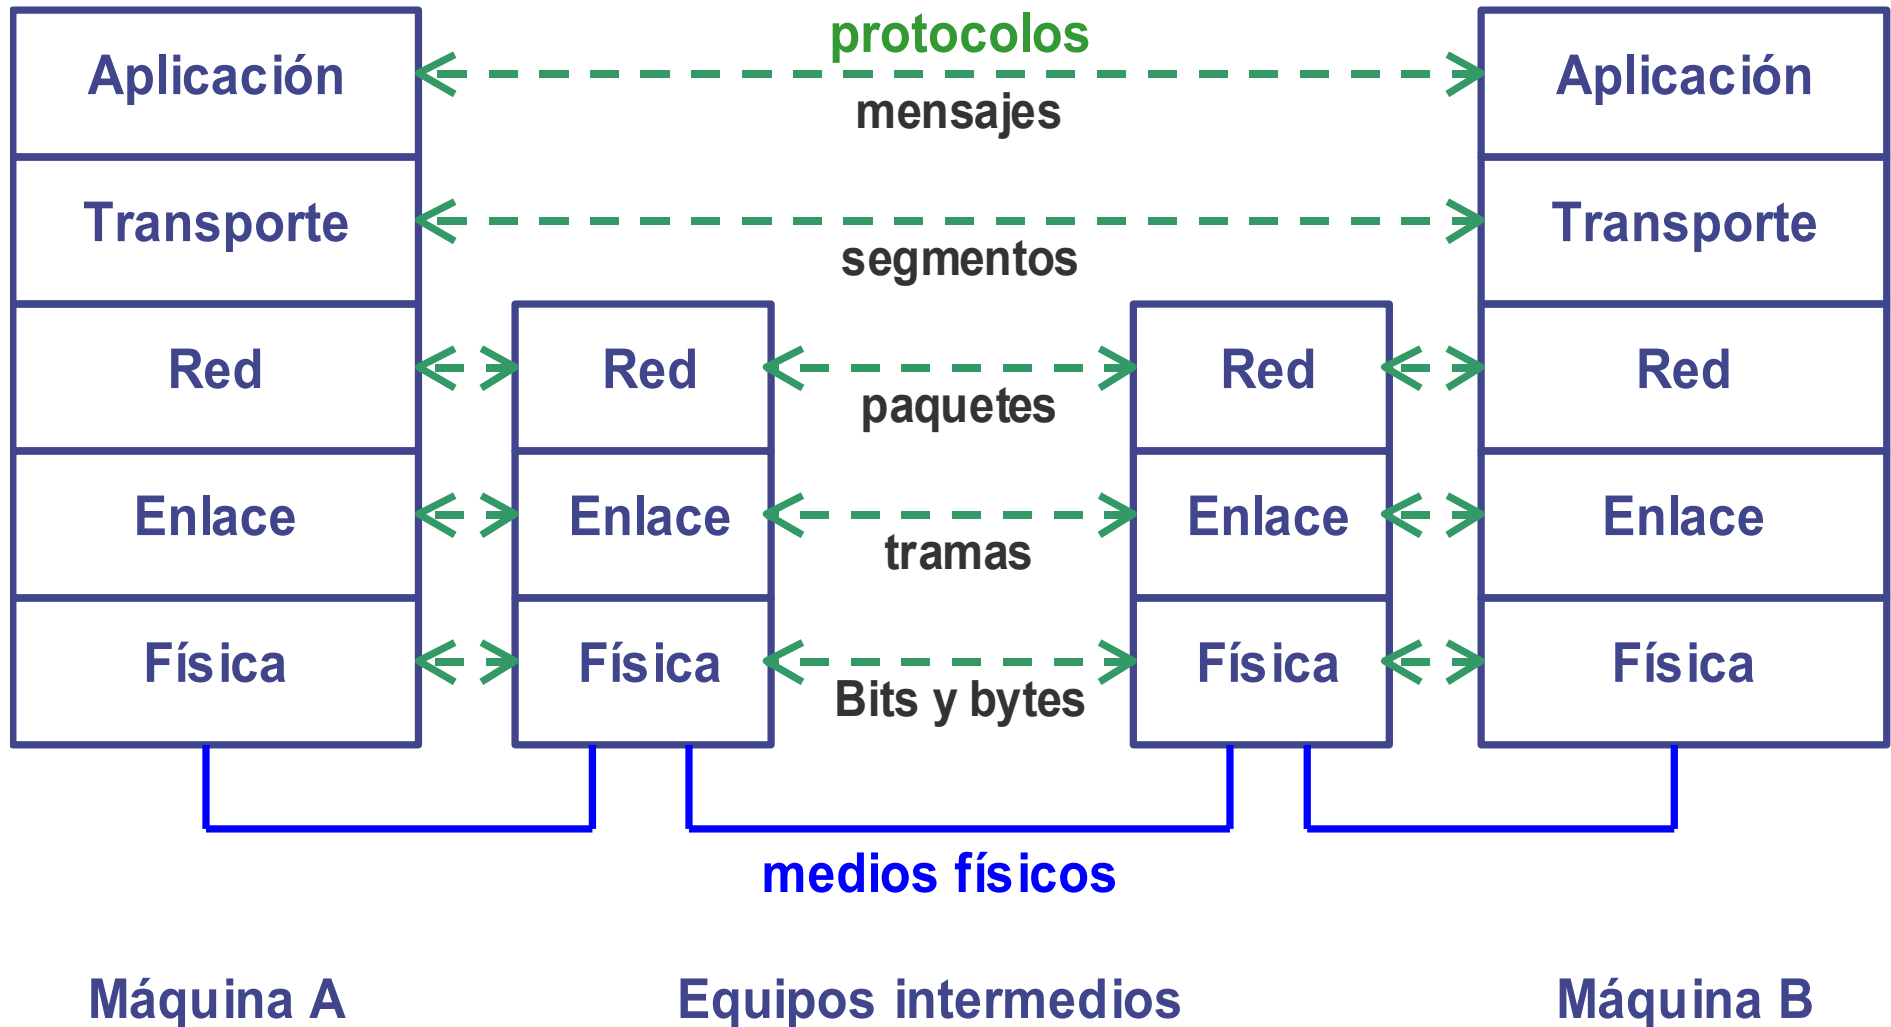 protocolos
Aplicación
Aplicación
mensajes
Transporte
Transporte
segmentos
Red
Red
Red
Red
paquetes
Enlace
Enlace
Enlace
Enlace
tramas
Física
Física
Física
Física
Bits y bytes
medios físicos
Máquina A
Equipos intermedios
Máquina B